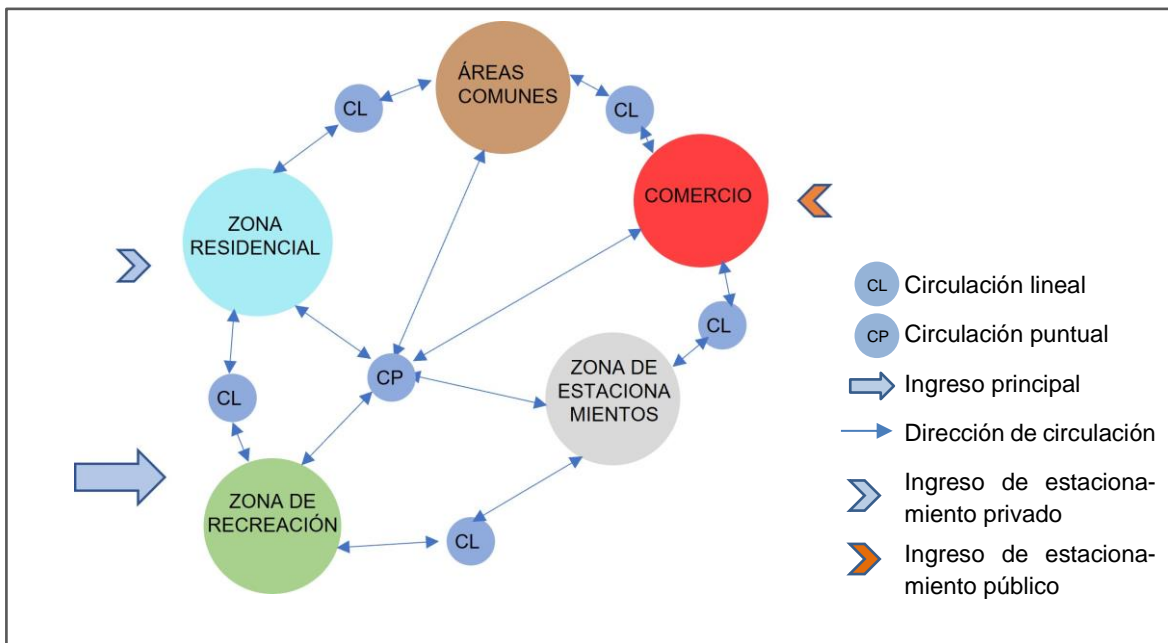 ÁREAS
COMUNES
CL
CL
COMERCIO
ZONA
RESIDENCIAL
CL
CP
CL
ZONA DE
ESTACIONA
MIENTOS
ZONA DE
RECREACIÓN
CL
CL Circulación lineal
CP Circulación puntual
Ingreso principal
Dirección de circulación
Ingreso de estaciona-
miento privado
Ingreso de estaciona-
miento público